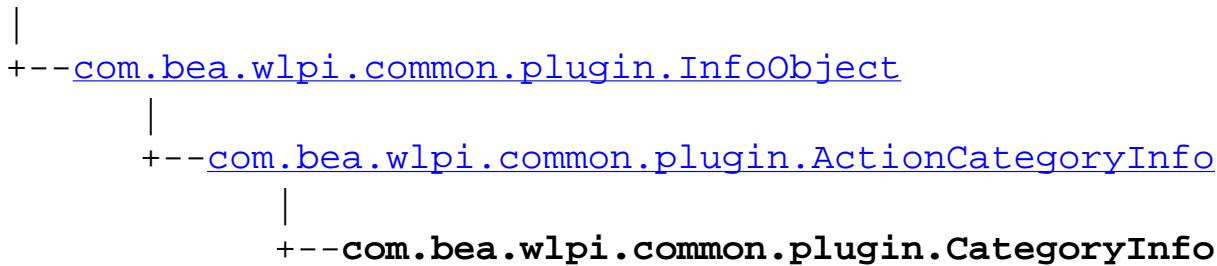 |
+--com.bea.wlpi.common.plugin.InfoObject
|
+--com.bea.wlpi.common.plugin.ActionCategoryInfo
|
+--com.bea.wlpi.common.plugin.CategoryInfo